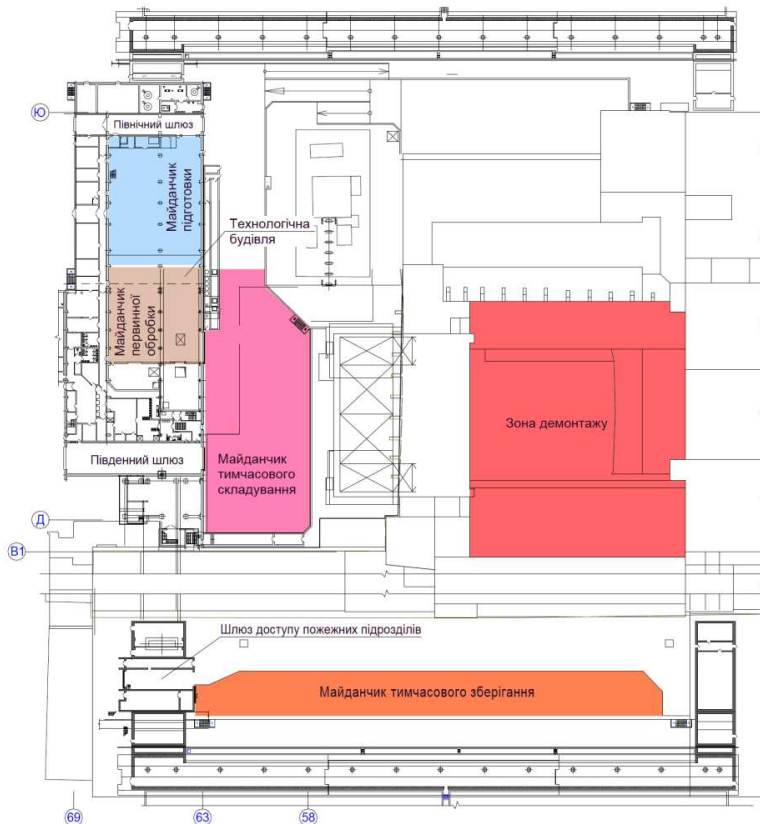 Ю
Північний шлюз
Майданчик
підготовки
Технологічна
будівля
Майданчик
первинної
обробки
Зона демонтажу
Південний шлюз
Майданчик
тимчасового
складування
Д
В1
Шлюз доступу пожежних підрозділів
Майданчик тимчасового зберігання
69
63
58